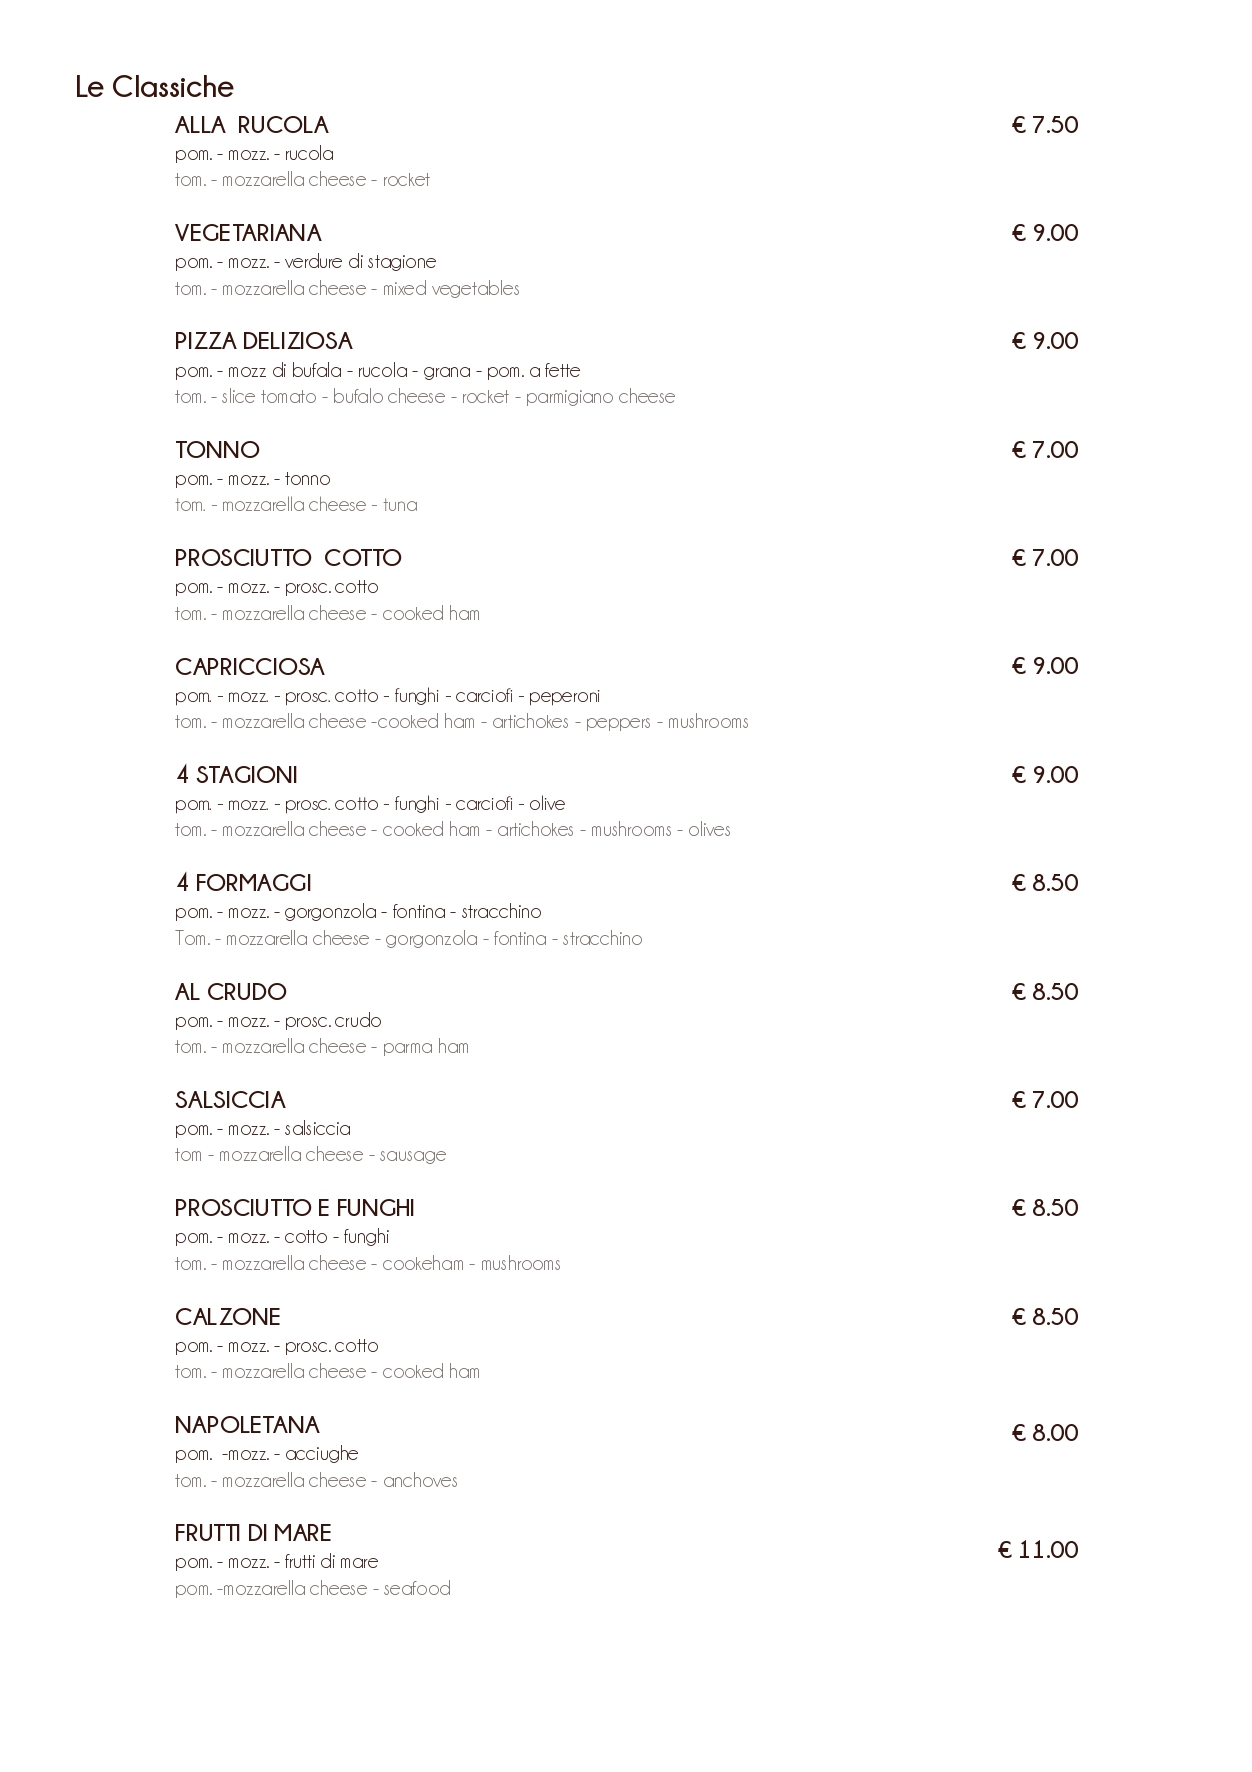 Le Classiche
ALLA RUCOLA € 7.50
pom. - mozz. - rucola
tom. - mozzarella cheese - rocket
VEGETARIANA € 9.00
pom. - mozz. - verdure di stagione
tom. - mozzarella cheese - mixed vegetables
PIZZA DELIZIOSA € 9.00
pom. - mozz di bufala - rucola - grana - pom. a fette
tom. - slice tomato - bufalo cheese - rocket - parmigiano cheese
TONNO € 7.00
pom. - mozz. - tonno
tom. - mozzarella cheese - tuna
PROSCIUTTO COTTO € 7.00
pom. - mozz. - prosc. cotto
tom. - mozzarella cheese - cooked ham
CAPRICCIOSA € 9.00
pom. - mozz. - prosc. cotto - funghi - carciofi - peperoni
tom. - mozzarella cheese -cooked ham - artichokes - peppers - mushrooms
4 STAGIONI € 9.00
pom. - mozz. - prosc. cotto - funghi - carciofi - olive
tom. - mozzarella cheese - cooked ham - artichokes - mushrooms - olives
4 FORMAGGI € 8.50
pom. - mozz. - gorgonzola - fontina - stracchino
Tom. - mozzarella cheese - gorgonzola - fontina - stracchino
AL CRUDO € 8.50
pom. - mozz. - prosc. crudo
tom. - mozzarella cheese - parma ham
SALSICCIA € 7.00
pom. - mozz. - salsiccia
tom - mozzarella cheese - sausage
PROSCIUTTO E FUNGHI € 8.50
pom. - mozz. - cotto - funghi
tom. - mozzarella cheese - cookeham - mushrooms
CALZONE € 8.50
pom. - mozz. - prosc. cotto
tom. - mozzarella cheese - cooked ham
NAPOLETANA € 8.00
pom. -mozz. - acciughe
tom. - mozzarella cheese - anchoves
FRUTTI DI MARE € 11.00
pom. - mozz. - frutti di mare
pom. -mozzarella cheese - seafood